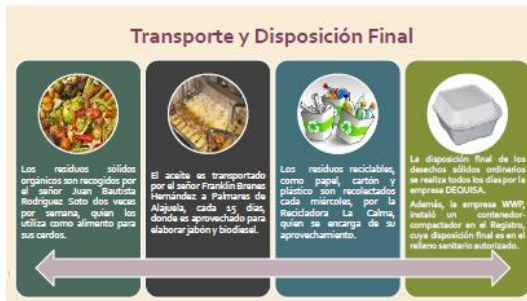 Transporte y Disposición Final
Los residuos sólidos
orgánicos son recogidos por
el señor Juan Bautista
Rodríguez Soto dos veces
por semana, quien los
utiliza como alimento para
sus cerdos.
El aceite es transportado
por el señor Franklin Brenes
Hernández a Palmares de
Alajuela, cada 15 días,
donde es aprovechado para
elaborar jabón y biodiesel.
Los residuos reciclables,
como papel, cartón y
plástico son recolectados
cada miércoles, por la
Recicladora La Calma,
quien se encarga de su
aprovechamiento.
La disposición final de los
desechos sólidos ordinarios
se realiza todos los días por la
empresa DEQUISA.
Además, la empresa WWP,
instaló un contenedor-
compactador en el Registro,
cuya disposición final es en el
relleno sanitario autorizado.